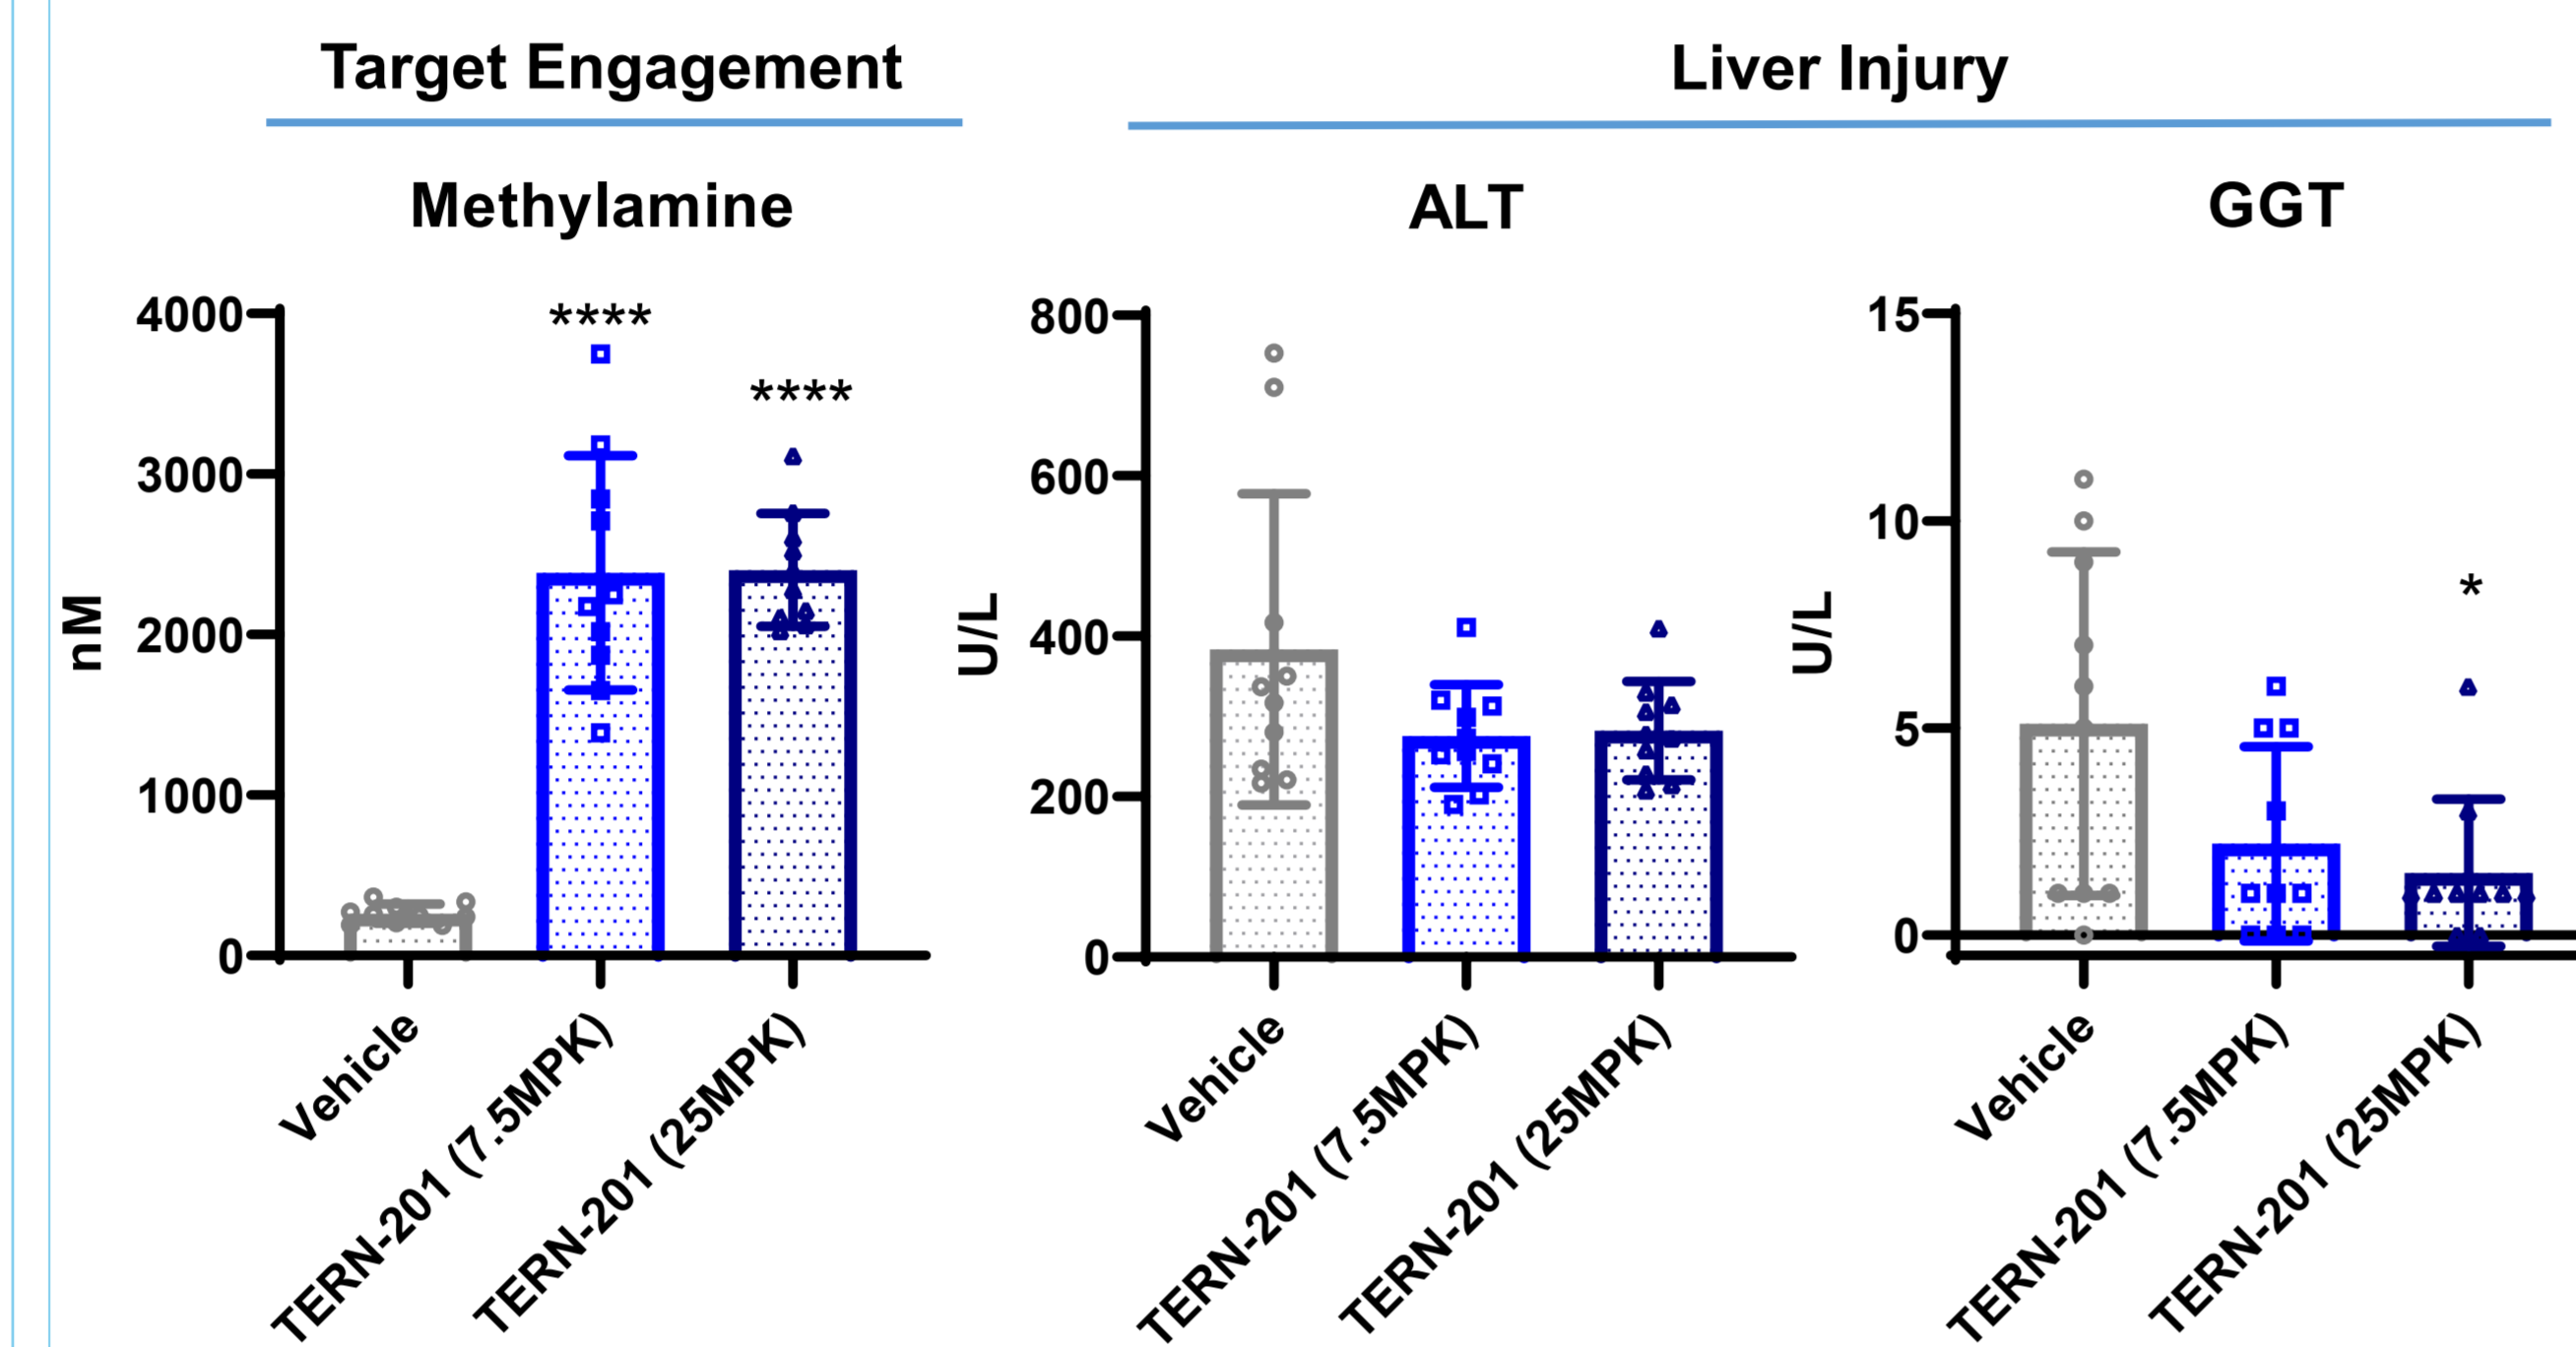 Target Engagement
Liver Injury
Methylamine
ALT
GGT
4000
3000
2000
1000
0
nM
****
****
Vehicle
TERN-201 (7.5MPK)
TERN-201 (25MPK)
800
600
400
200
0
U/L
Vehicle
TERN-201 (7.5MPK)
TERN-201 (25MPK)
15
10
5
0
U/L
*
Vehicle
TERN-201 (7.5MPK)
TERN-201 (25MPK)